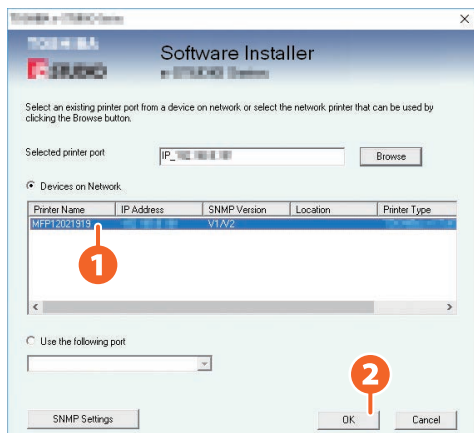 Software Installer
Select an existing printer port from a device on network or select the network printer that can be used by
clicking the Browse button.
Selected printer port IP_ Browse
Devices on Network
Printer Name IP Address SNMP Version Location Printer Type
MFP12021919 V1/V2
1
Use the following port
2
SNMP Settings OK Cancel